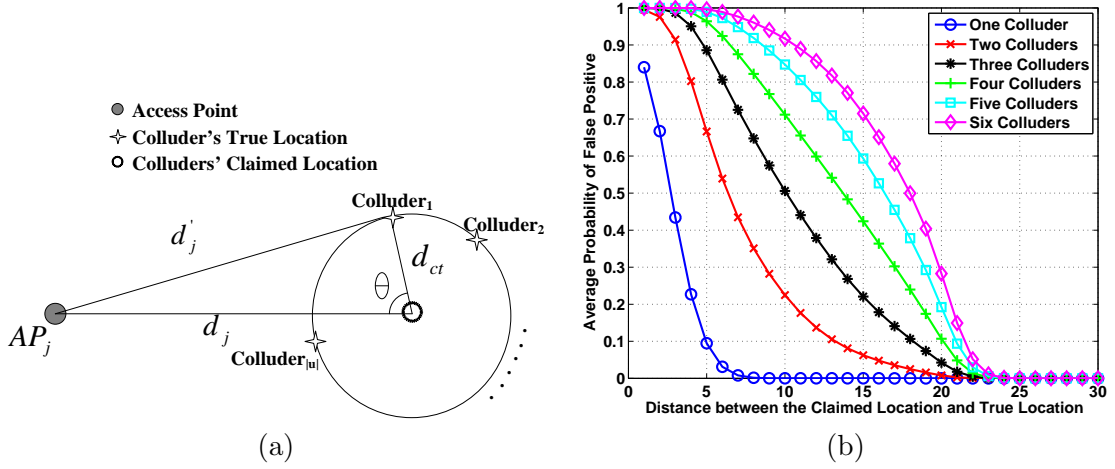 Access Point
Colluder's True Location
Colluders' Claimed Location
Colluder1
Colluder2
d'j
dct
Θ
APj
dj
Colluder|u|
(a)
Average Probability of False Positive
1
0.9
0.8
0.7
0.6
0.5
0.4
0.3
0.2
0.1
0
0 5 10 15 20 25 30
Distance between the Claimed Location and True Location
One Colluder
Two Colluders
Three Colluders
Four Colluders
Five Colluders
Six Colluders
(b)